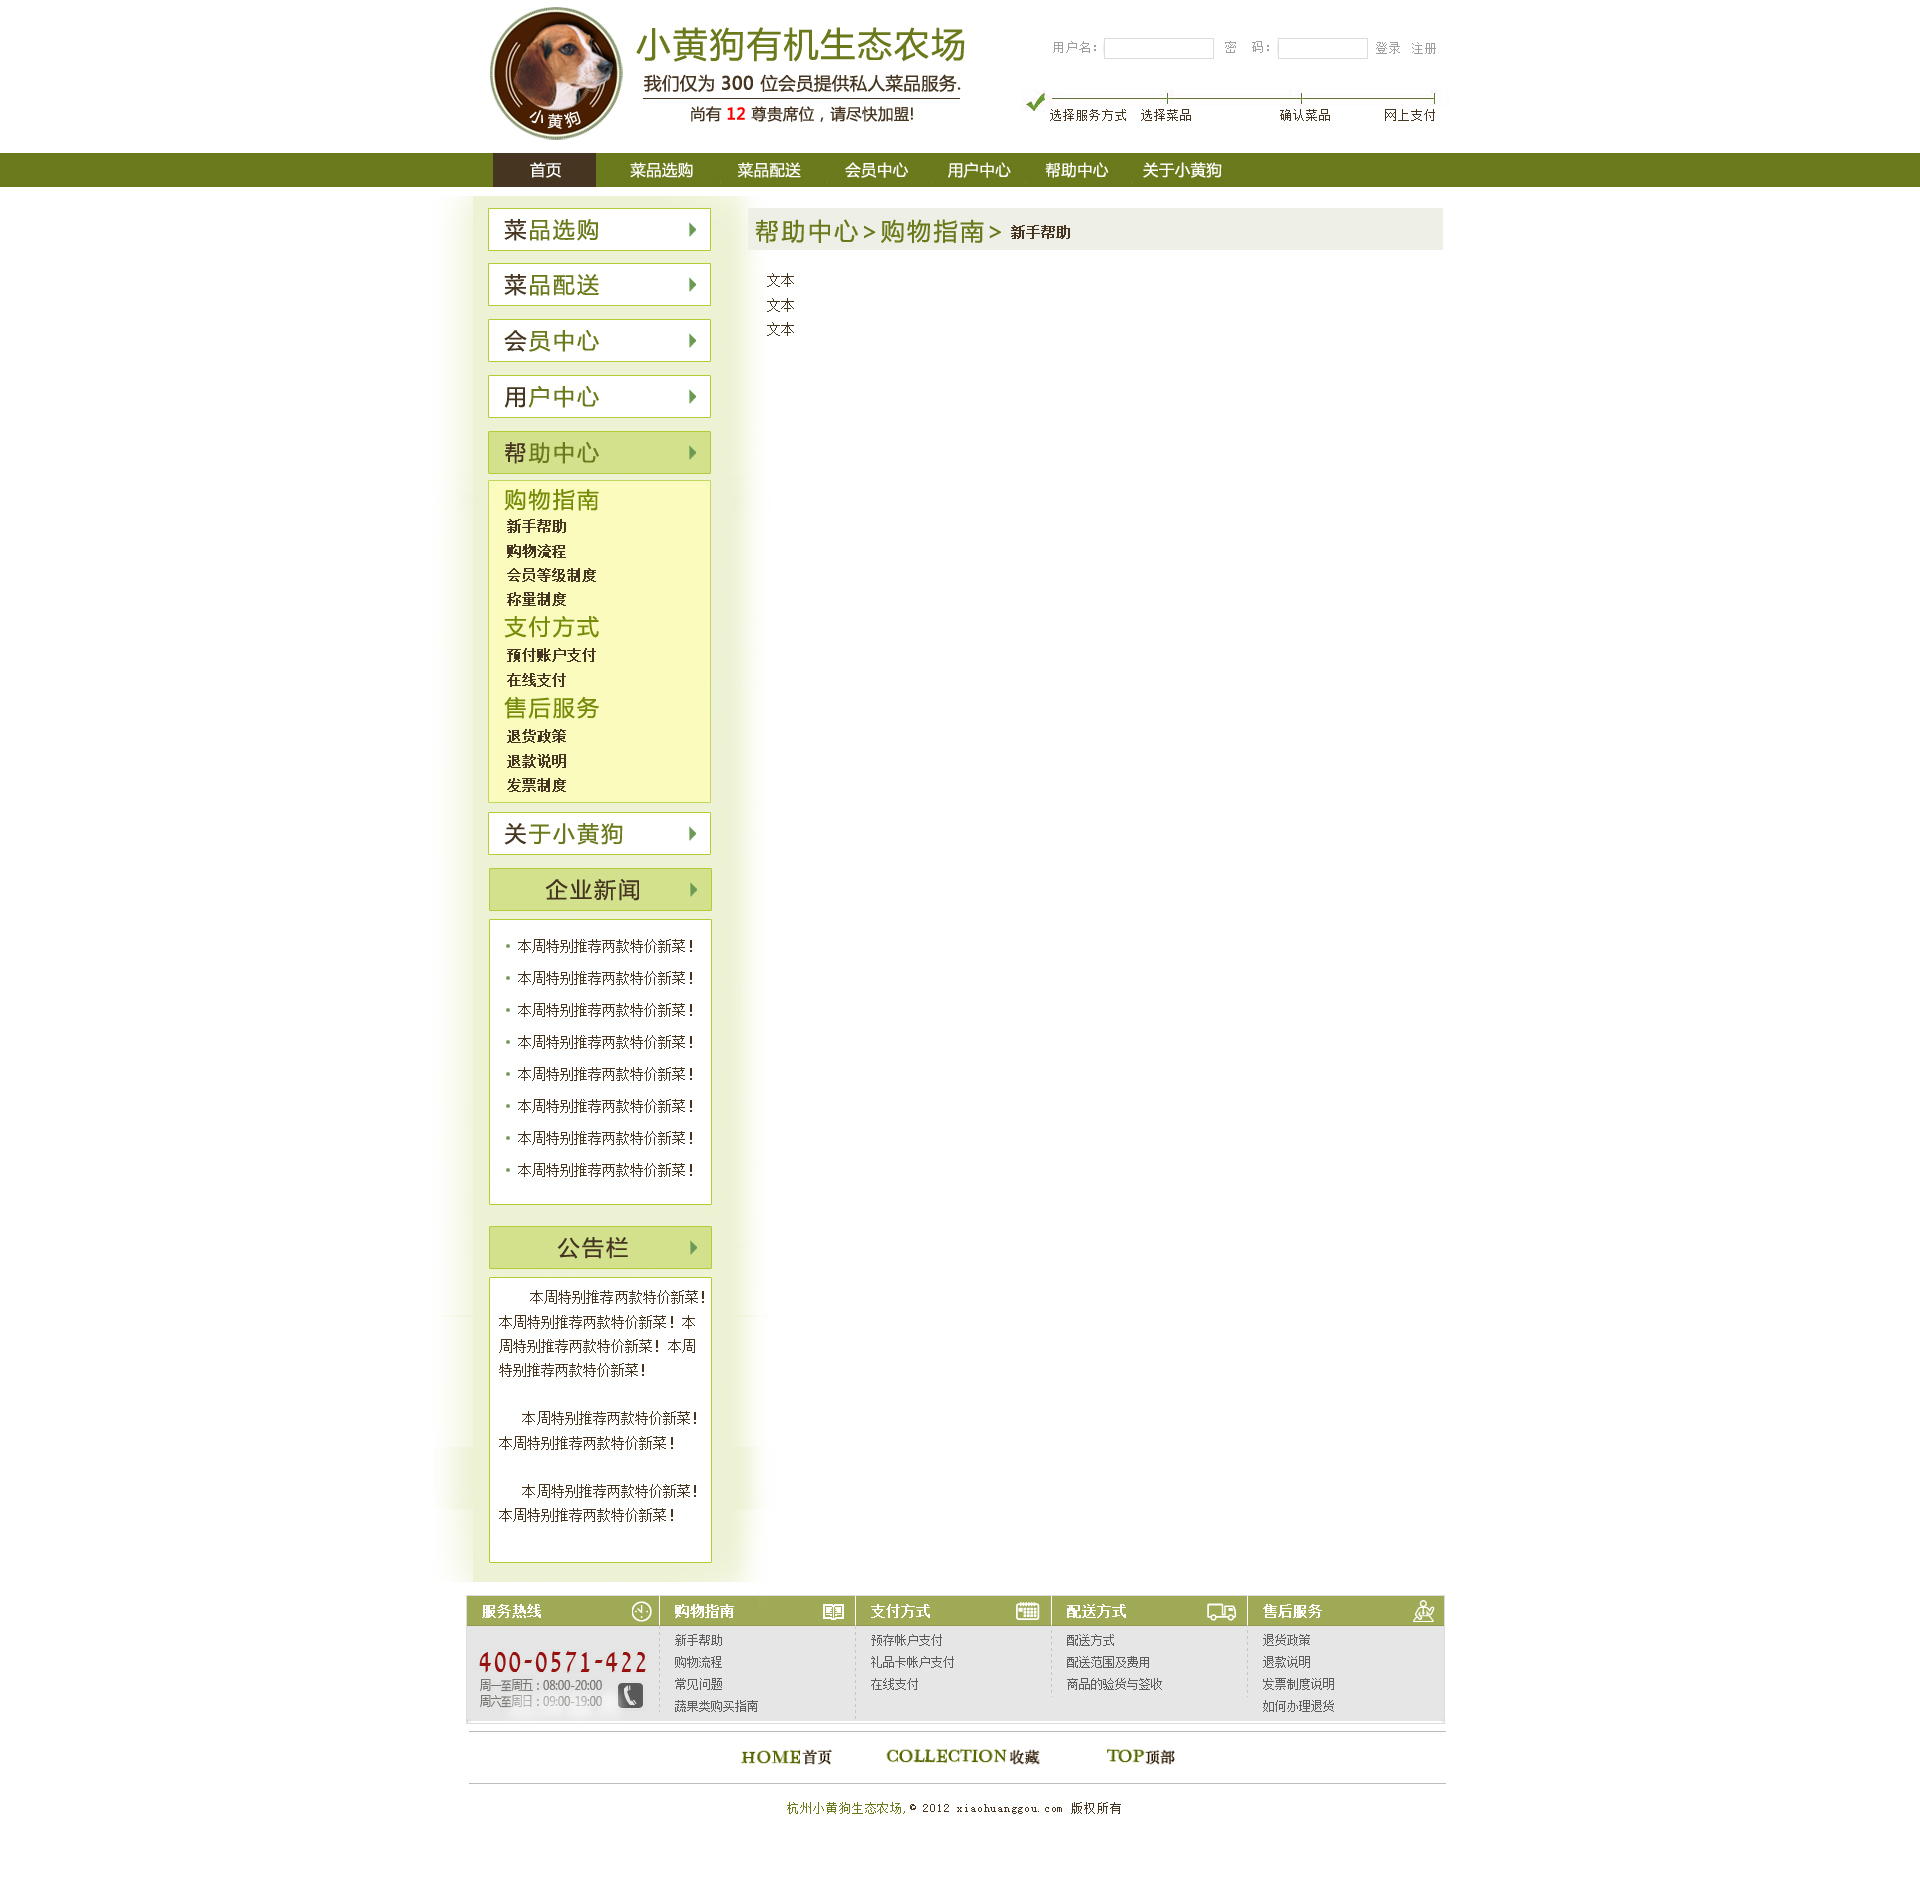 小黄狗有机生态农场
我们仅为 300 位会员提供私人菜品服务.
尚有 12 尊贵席位，请尽快加盟!
小黄狗
用户名： 密 码： 登录 注册
选择服务方式 选择菜品 确认菜品 网上支付
首页 菜品选购 菜品配送 会员中心 用户中心 帮助中心 关于小黄狗
菜品选购
菜品配送
会员中心
用户中心
帮助中心
购物指南
新手帮助
购物流程
会员等级制度
称量制度
支付方式
预付账户支付
在线支付
售后服务
退货政策
退款说明
发票制度
关于小黄狗
企业新闻
本周特别推荐两款特价新菜！
本周特别推荐两款特价新菜！
本周特别推荐两款特价新菜！
本周特别推荐两款特价新菜！
本周特别推荐两款特价新菜！
本周特别推荐两款特价新菜！
本周特别推荐两款特价新菜！
本周特别推荐两款特价新菜！
公告栏
本周特别推荐两款特价新菜！
本周特别推荐两款特价新菜！本
周特别推荐两款特价新菜！本周
特别推荐两款特价新菜！
本周特别推荐两款特价新菜！
本周特别推荐两款特价新菜！
本周特别推荐两款特价新菜！
本周特别推荐两款特价新菜！
帮助中心>购物指南> 新手帮助
文本
文本
文本
服务热线
400-0571-422
周一至周五：08:00-20:00
周六至周日：09:00-19:00
购物指南
新手帮助
购物流程
常见问题
蔬果类购买指南
支付方式
预存帐户支付
礼品卡帐户支付
在线支付
配送方式
配送方式
配送范围及费用
商品的验货与签收
售后服务
退货政策
退款说明
发票制度说明
如何办理退货
HOME首页 COLLECTION收藏 TOP顶部
杭州小黄狗生态农场,© 2012 xiaohuanggou.com 版权所有